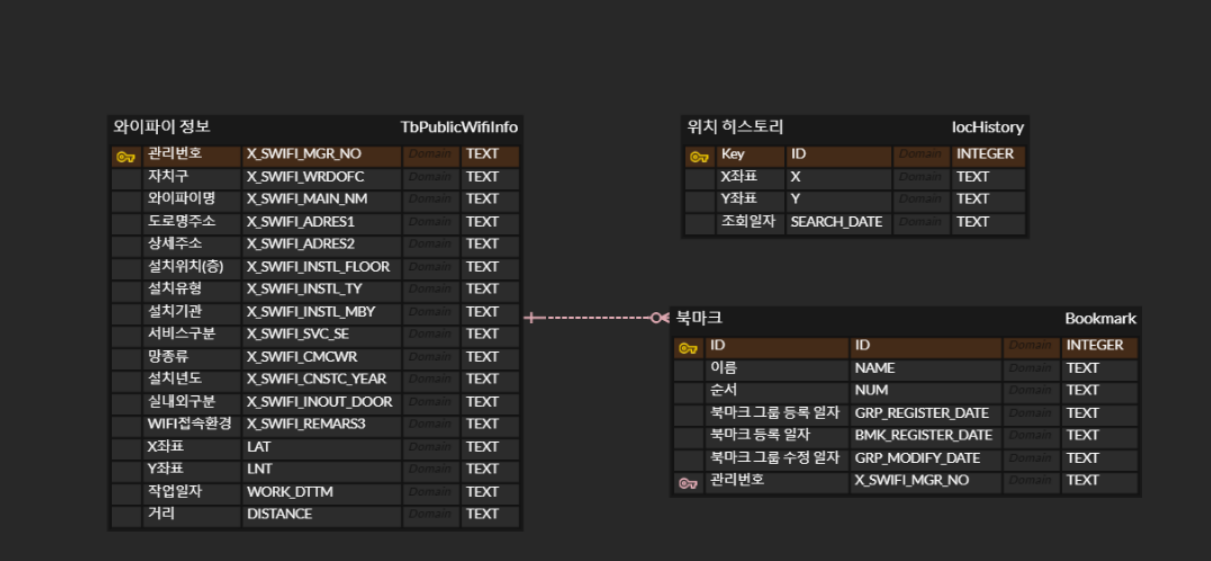 와이파이 정보 TbPublicWifiInfo
관리번호 X_SWIFI_MGR_NO Domain TEXT
자치구 X_SWIFI_WRDOFC Domain TEXT
와이파이명 X_SWIFI_MAIN_NM Domain TEXT
도로명주소 X_SWIFI_ADRES1 Domain TEXT
상세주소 X_SWIFI_ADRES2 Domain TEXT
설치위치(층) X_SWIFI_INSTL_FLOOR Domain TEXT
설치유형 X_SWIFI_INSTL_TY Domain TEXT
설치기관 X_SWIFI_INSTL_MBY Domain TEXT
서비스구분 X_SWIFI_SVC_SE Domain TEXT
망종류 X_SWIFI_CMCWR Domain TEXT
설치년도 X_SWIFI_CNSTC_YEAR Domain TEXT
실내외구분 X_SWIFI_INOUT_DOOR Domain TEXT
WIFI접속환경 X_SWIFI_REMARS3 Domain TEXT
X좌표 LAT Domain TEXT
Y좌표 LNT Domain TEXT
작업일자 WORK_DTTM Domain TEXT
거리 DISTANCE Domain TEXT
위치 히스토리 locHistory
Key ID Domain INTEGER
X좌표 X Domain TEXT
Y좌표 Y Domain TEXT
조회일자 SEARCH_DATE Domain TEXT
북마크 Bookmark
ID ID Domain INTEGER
이름 NAME Domain TEXT
순서 NUM Domain TEXT
북마크 그룹 등록 일자 GRP_REGISTER_DATE Domain TEXT
북마크 등록 일자 BMK_REGISTER_DATE Domain TEXT
북마크 그룹 수정 일자 GRP_MODIFY_DATE Domain TEXT
관리번호 X_SWIFI_MGR_NO Domain TEXT